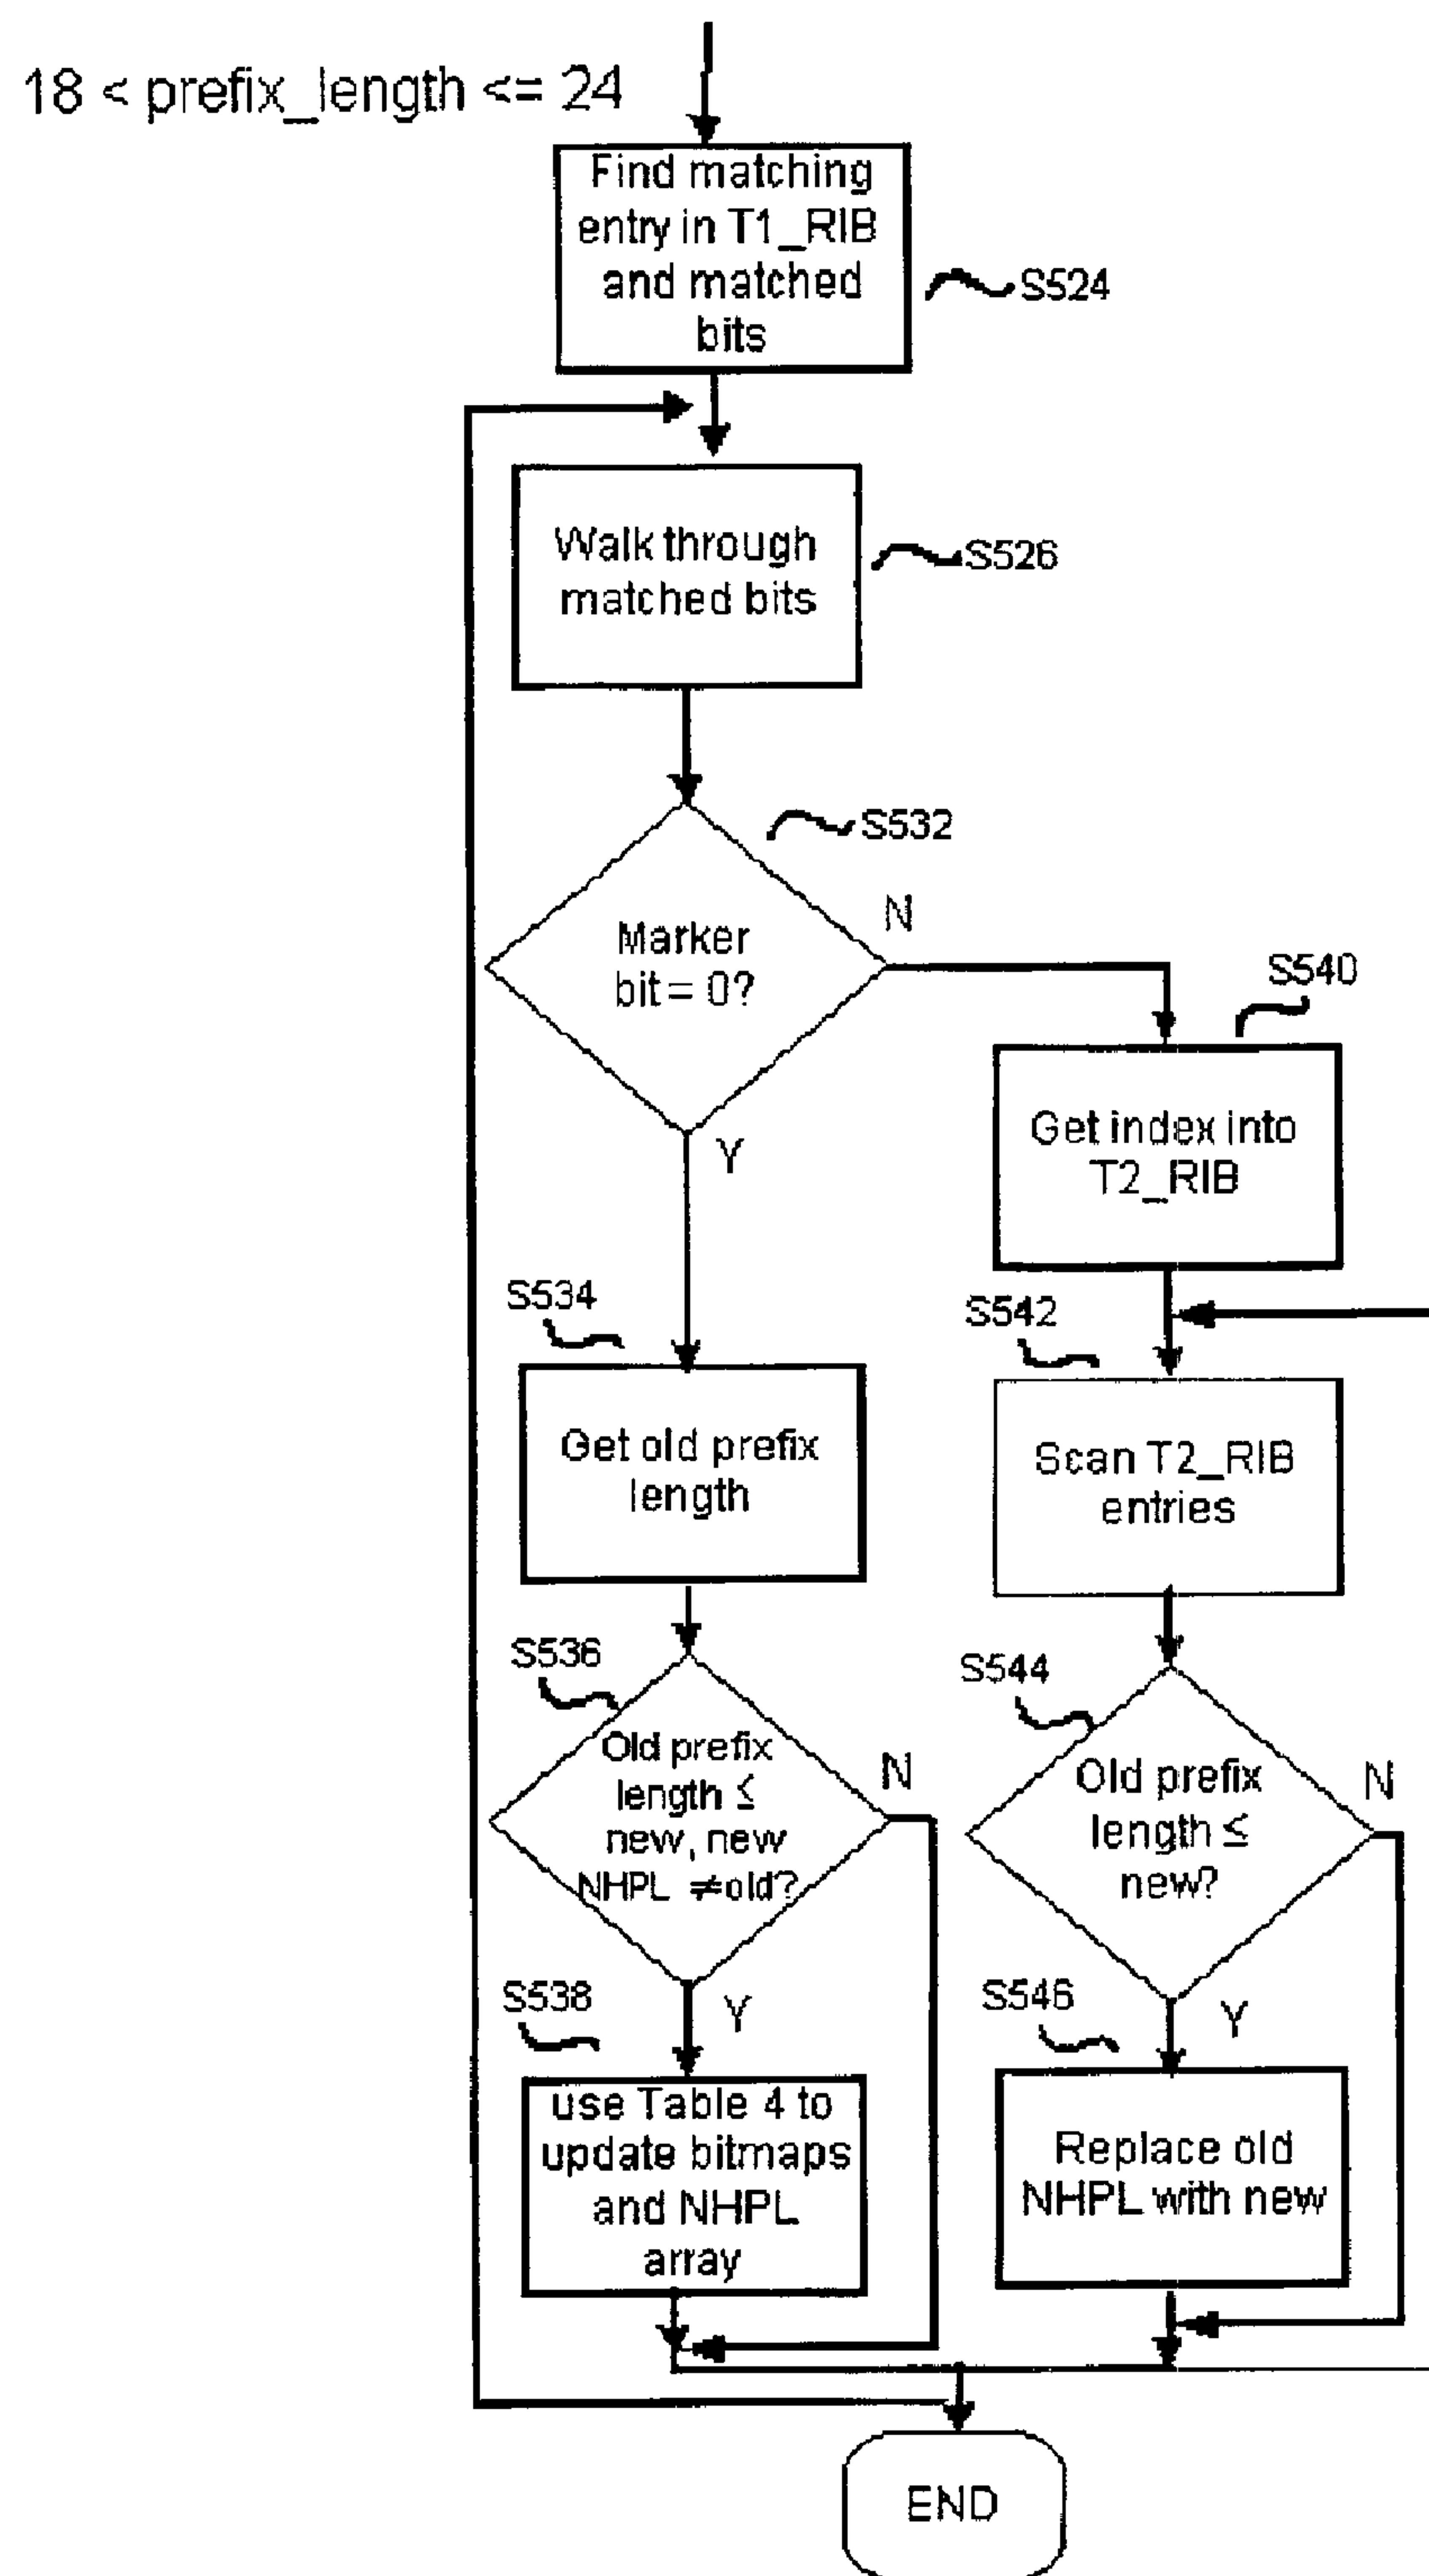 18 < prefix_length <= 24
Find matching
entry in T1_RIB
and matched
bits
S524
Walk through
matched bits
S526
S532
Marker
bit = 0?
N
Y
S540
Get index into
T2_RIB
S534
Get old prefix
length
S542
Scan T2_RIB
entries
S536
Old prefix
length ≤
new, new
NHPL ≠old?
N
Y
S544
Old prefix
length ≤
new?
N
Y
S538
use Table 4 to
update bitmaps
and NHPL
array
S546
Replace old
NHPL with new
END